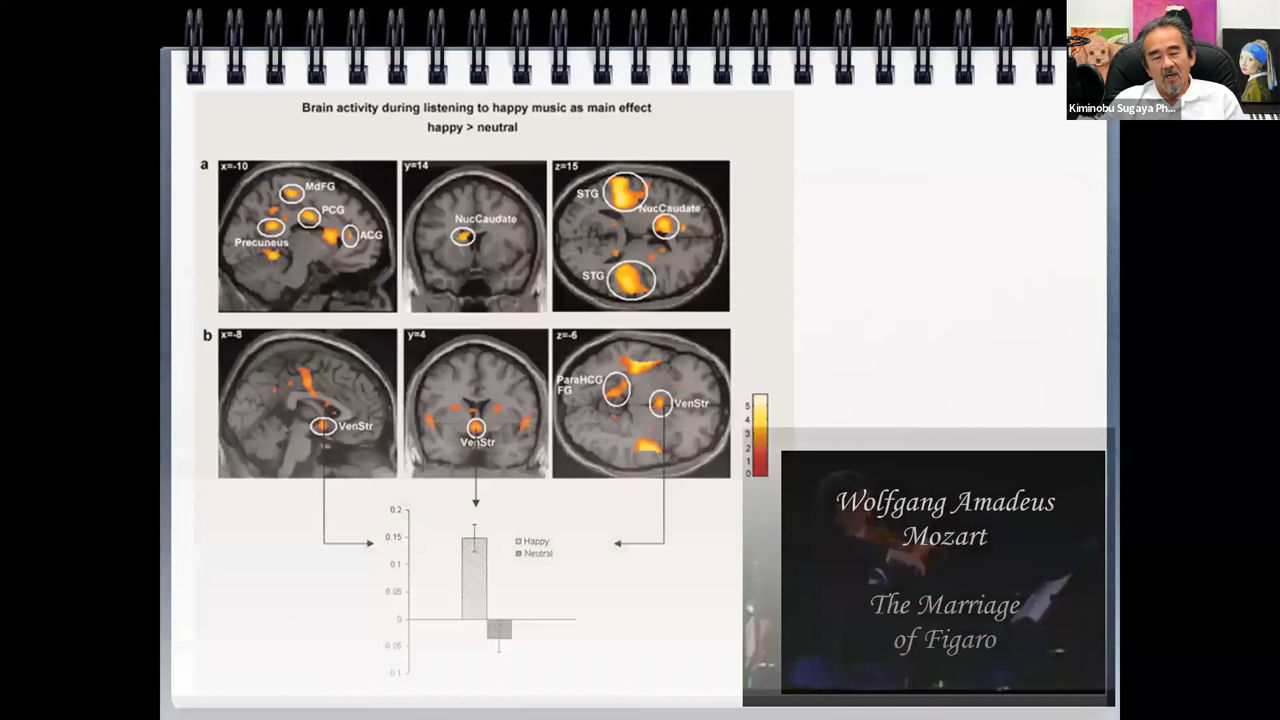 Kiminobu Sugaya Ph...
Brain activity during listening to happy music as main effect
happy > neutral
a
x=-10
MdFG
PCG
ACG
Precuneus
y=14
NucCaudate
z=15
STG
NucCaudate
STG
b
x=-8
VenStr
y=4
VenStr
z=-6
ParaHCG
FG
VenStr
5
4
3
2
1
0
0.2
0.15
0.1
0.05
0
-0.05
-0.1
Happy
Neutral
Wolfgang Amadeus
Mozart
The Marriage
of Figaro